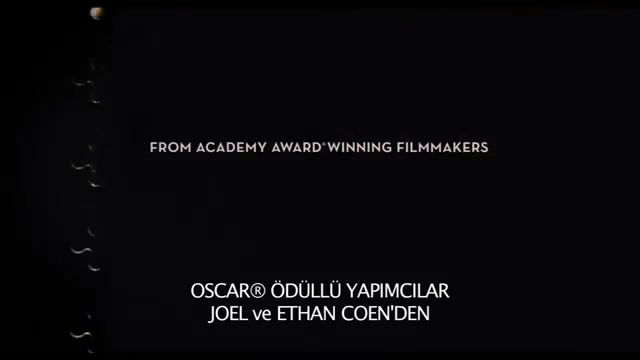 FROM ACADEMY AWARD® WINNING FILMMAKERS
OSCAR® ÖDÜLLÜ YAPIMCILAR
JOEL ve ETHAN COEN'DEN